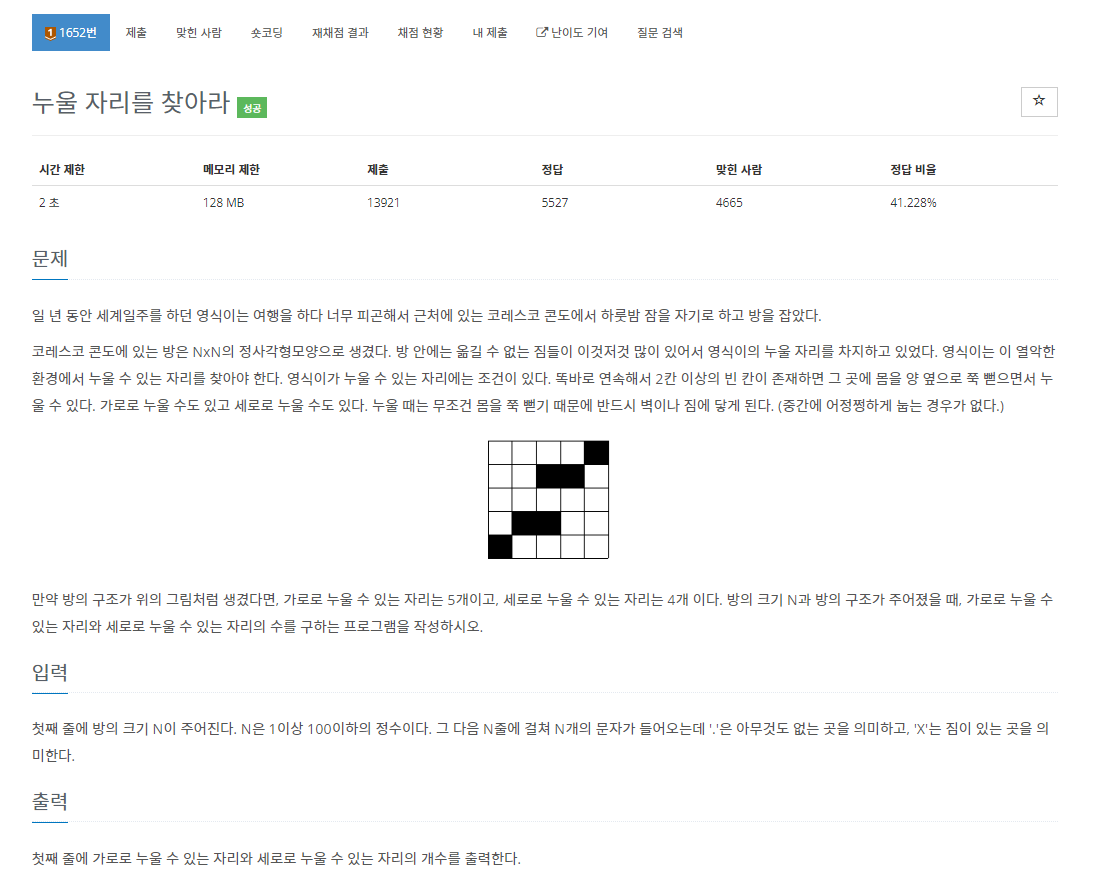 1 1652번 제출 맞힌 사람 숏코딩 재채점 결과 채점 현황 내 제출 난이도 기여 질문 검색
누울 자리를 찾아라 성공
시간 제한 메모리 제한 제출 정답 맞힌 사람 정답 비율
2 초 128 MB 13921 5527 4665 41.228%
문제
일 년 동안 세계일주를 하던 영식이는 여행을 하다 너무 피곤해서 근처에 있는 코레스코 콘도에서 하룻밤 잠을 자기로 하고 방을 잡았다.
코레스코 콘도에 있는 방은 NxN의 정사각형모양으로 생겼다. 방 안에는 옮길 수 없는 짐들이 이것저것 많이 있어서 영식이의 누울 자리를 차지하고 있었다. 영식이는 이 열악한
환경에서 누울 수 있는 자리를 찾아야 한다. 영식이가 누울 수 있는 자리에는 조건이 있다. 똑바로 연속해서 2칸 이상의 빈 칸이 존재하면 그 곳에 몸을 양 옆으로 쭉 뻗으면서 누
울 수 있다. 가로로 누울 수도 있고 세로로 누울 수도 있다. 누울 때는 무조건 몸을 쭉 뻗기 때문에 반드시 벽이나 짐에 닿게 된다. (중간에 어정쩡하게 눕는 경우가 없다.)
만약 방의 구조가 위의 그림처럼 생겼다면, 가로로 누울 수 있는 자리는 5개이고, 세로로 누울 수 있는 자리는 4개 이다. 방의 크기 N과 방의 구조가 주어졌을 때, 가로로 누울 수
있는 자리와 세로로 누울 수 있는 자리의 수를 구하는 프로그램을 작성하시오.
입력
첫째 줄에 방의 크기 N이 주어진다. N은 1이상 100이하의 정수이다. 그 다음 N줄에 걸쳐 N개의 문자가 들어오는데 '.'은 아무것도 없는 곳을 의미하고, 'X'는 짐이 있는 곳을 의
미한다.
출력
첫째 줄에 가로로 누울 수 있는 자리와 세로로 누울 수 있는 자리의 개수를 출력한다.